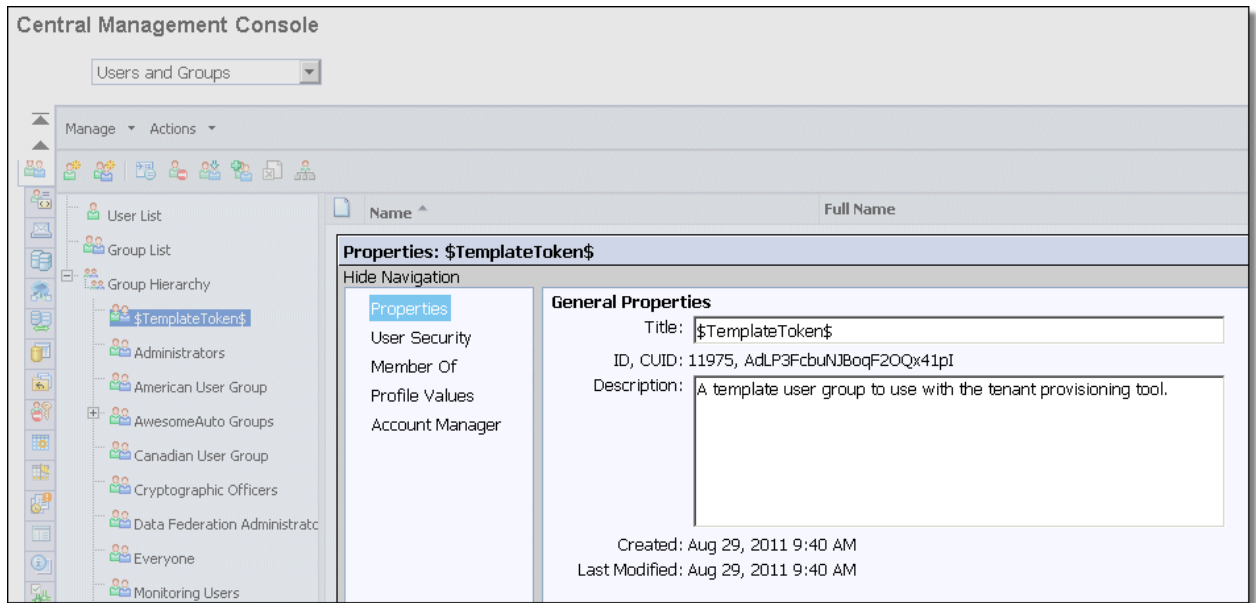 Central Management Console
Users and Groups
Manage Actions
Name Full Name
User List
Group List
Group Hierarchy
$TemplateToken$
Administrators
American User Group
AwesomeAuto Groups
Canadian User Group
Cryptographic Officers
Data Federation Administratc
Everyone
Monitoring Users
Properties: $TemplateToken$
Hide Navigation
Properties
User Security
Member Of
Profile Values
Account Manager
General Properties
Title: $TemplateToken$
ID, CUID: 11975, AdLP3FcbuNJBoqF2OQx41pI
Description: A template user group to use with the tenant provisioning tool.
Created: Aug 29, 2011 9:40 AM
Last Modified: Aug 29, 2011 9:40 AM